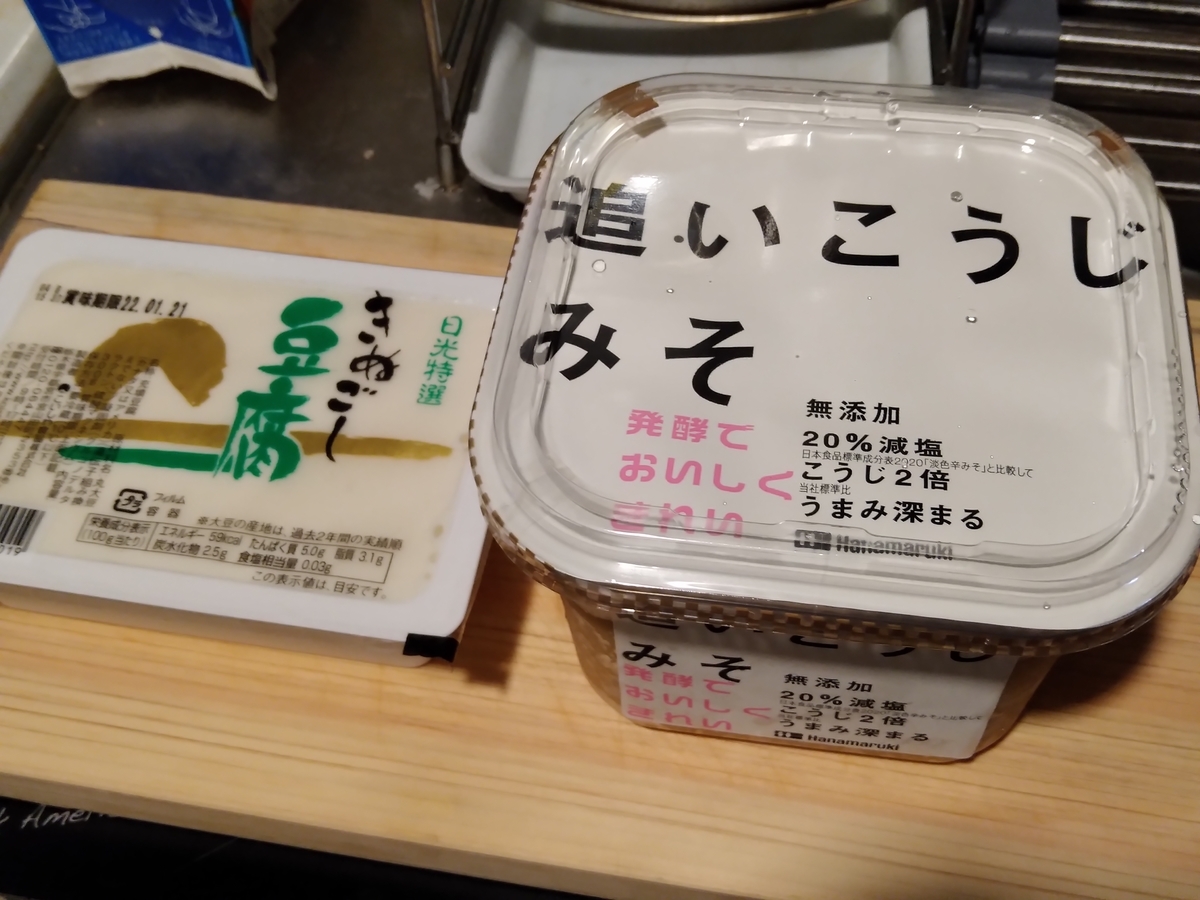 賞味期限22.01.21
日光特選
きぬごし
豆腐
フィルム
容器
※大豆の産地は、過去2年間の実績順
栄養成分表示
(100g当たり)
エネルギー 59kcal たんぱく質 5.0g 脂質 3.1g
炭水化物 2.5g 食塩相当量 0.03g
この表示値は、目安です。
追いこうじ
みそ
発酵で
おいしく
きれい
無添加
20%減塩
日本食品標準成分表2020「淡色辛みそ」と比較して
こうじ2倍
当社標準比
うまみ深まる
Hanamaruki
追いこうじ
みそ
発酵で
おいしく
きれい
無添加
20%減塩
こうじ2倍
うまみ深まる
Hanamaruki